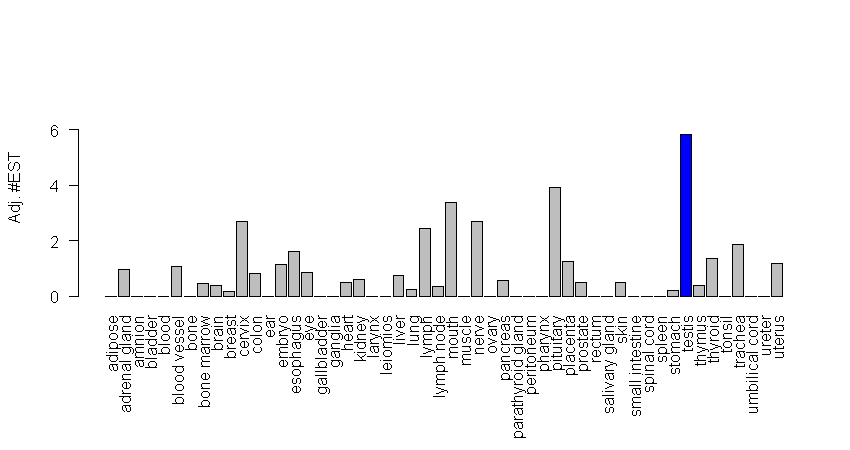 Adj. #EST
6
4
2
0
adipose
adrenal gland
amnion
bladder
blood
blood vessel
bone
bone marrow
brain
breast
cervix
colon
ear
embryo
esophagus
eye
gallbladder
ganglia
heart
kidney
larynx
leiomios
liver
lung
lymph
lymph node
mouth
muscle
nerve
ovary
pancreas
parathyroid gland
peritoneum
pharynx
pituitary
placenta
prostate
rectum
salivary gland
skin
small intestine
spinal cord
spleen
stomach
testis
thymus
thyroid
tonsil
trachea
umbilical cord
ureter
uterus